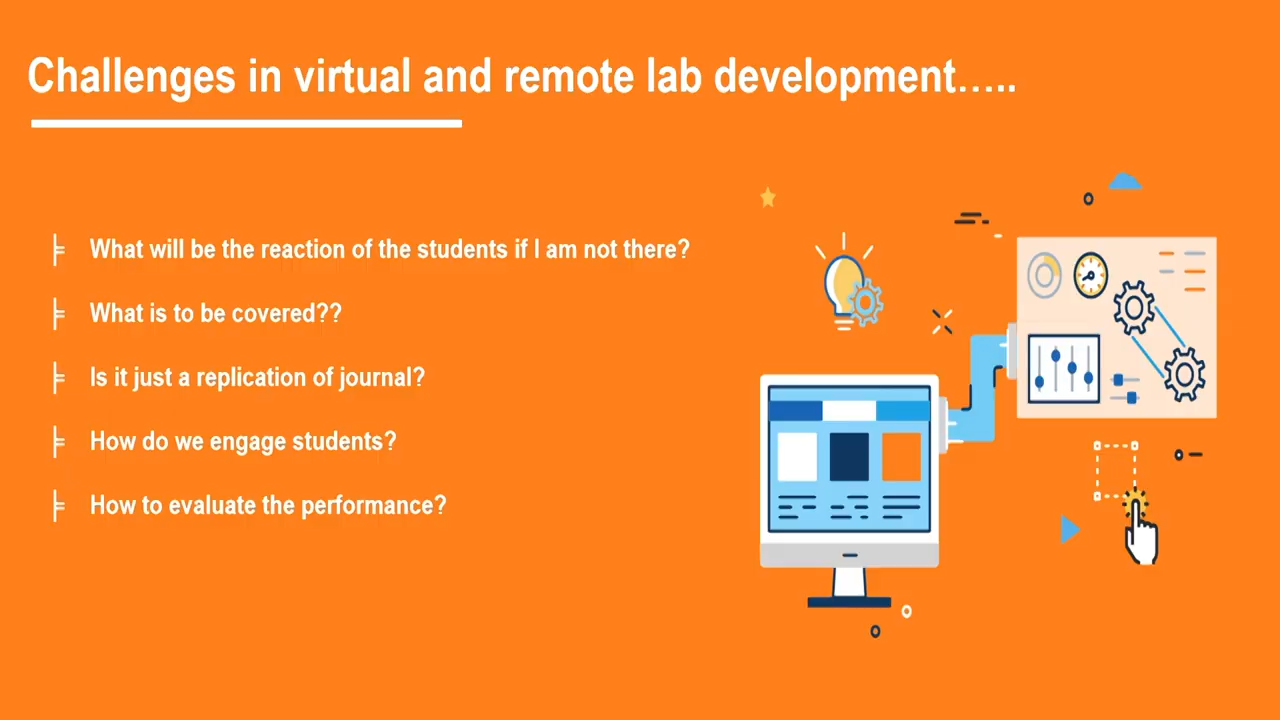 Challenges in virtual and remote lab development…..
╞ What will be the reaction of the students if I am not there?
╞ What is to be covered??
╞ Is it just a replication of journal?
╞ How do we engage students?
╞ How to evaluate the performance?